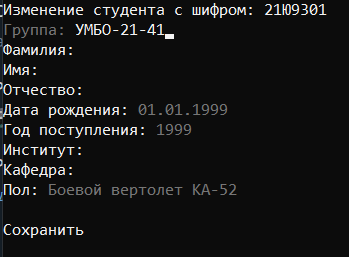 Изменение студента с шифром: 21Ю9301
Группа: УМБО-21-41
Фамилия:
Имя:
Отчество:
Дата рождения: 01.01.1999
Год поступления: 1999
Институт:
Кафедра:
Пол: Боевой вертолет КА-52
Сохранить